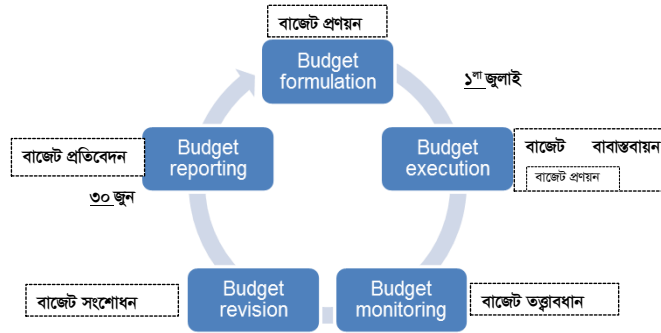 বাজেট প্রণয়ন
Budget
formulation
১লা জুলাই
Budget
execution
বাজেট বাবাস্তবায়ন
বাজেট প্রণয়ন
Budget
monitoring
বাজেট তত্ত্বাবধান
Budget
revision
বাজেট সংশোধন
Budget
reporting
বাজেট প্রতিবেদন
৩০ জুন